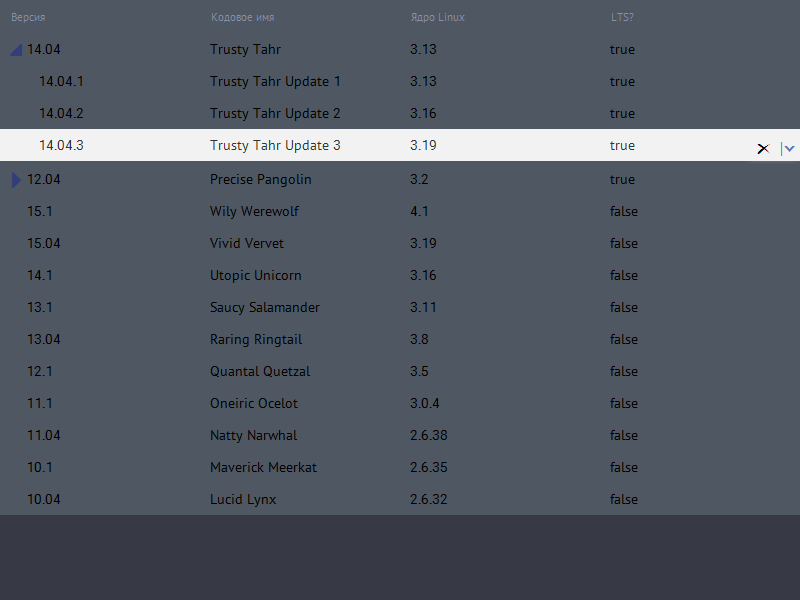 Версия Кодовое имя Ядро Linux LTS?
14.04 Trusty Tahr 3.13 true
14.04.1 Trusty Tahr Update 1 3.13 true
14.04.2 Trusty Tahr Update 2 3.16 true
14.04.3 Trusty Tahr Update 3 3.19 true
12.04 Precise Pangolin 3.2 true
15.1 Wily Werewolf 4.1 false
15.04 Vivid Vervet 3.19 false
14.1 Utopic Unicorn 3.16 false
13.1 Saucy Salamander 3.11 false
13.04 Raring Ringtail 3.8 false
12.1 Quantal Quetzal 3.5 false
11.1 Oneiric Ocelot 3.0.4 false
11.04 Natty Narwhal 2.6.38 false
10.1 Maverick Meerkat 2.6.35 false
10.04 Lucid Lynx 2.6.32 false